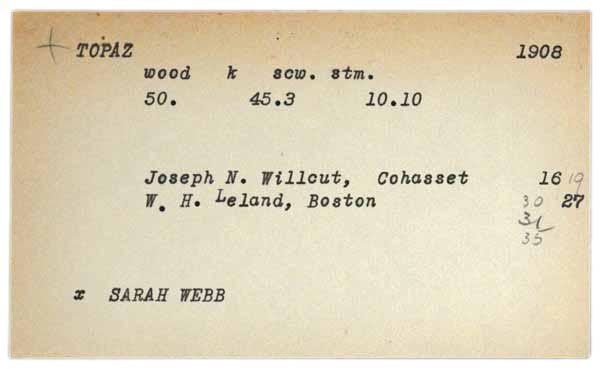 + TOPAZ 1908
wood k scw. stm.
50. 45.3 10.10
Joseph N. Willcut, Cohasset 16 19
W. H. Leland, Boston 30 27
31
35
x SARAH WEBB